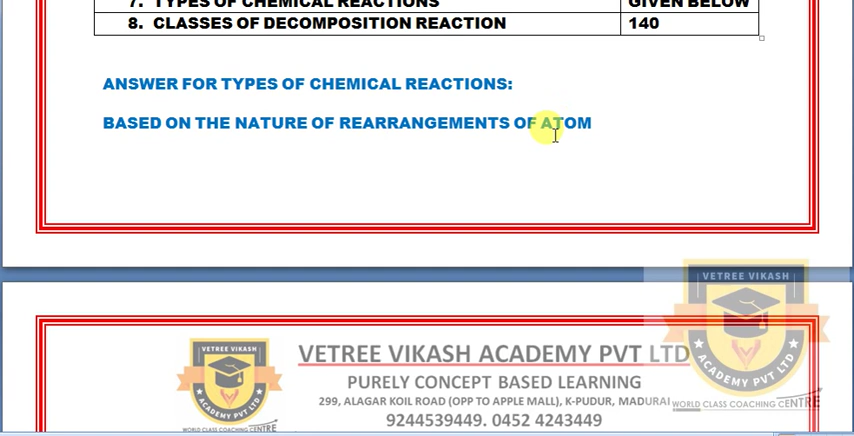 7. TYPES OF CHEMICAL REACTIONS GIVEN BELOW
8. CLASSES OF DECOMPOSITION REACTION 140
ANSWER FOR TYPES OF CHEMICAL REACTIONS:
BASED ON THE NATURE OF REARRANGEMENTS OF ATOM
VETREE VIKASH
ACADEMY PVT LTD
WORLD CLASS COACHING CENTRE
VETREE VIKASH
ACADEMY PVT LTD
WORLD CLASS COACHING CENTRE
VETREE VIKASH ACADEMY PVT LTD
PURELY CONCEPT BASED LEARNING
299, ALAGAR KOIL ROAD (OPP TO APPLE MALL), K-PUDUR, MADURAI
9244539449. 0452 4243449